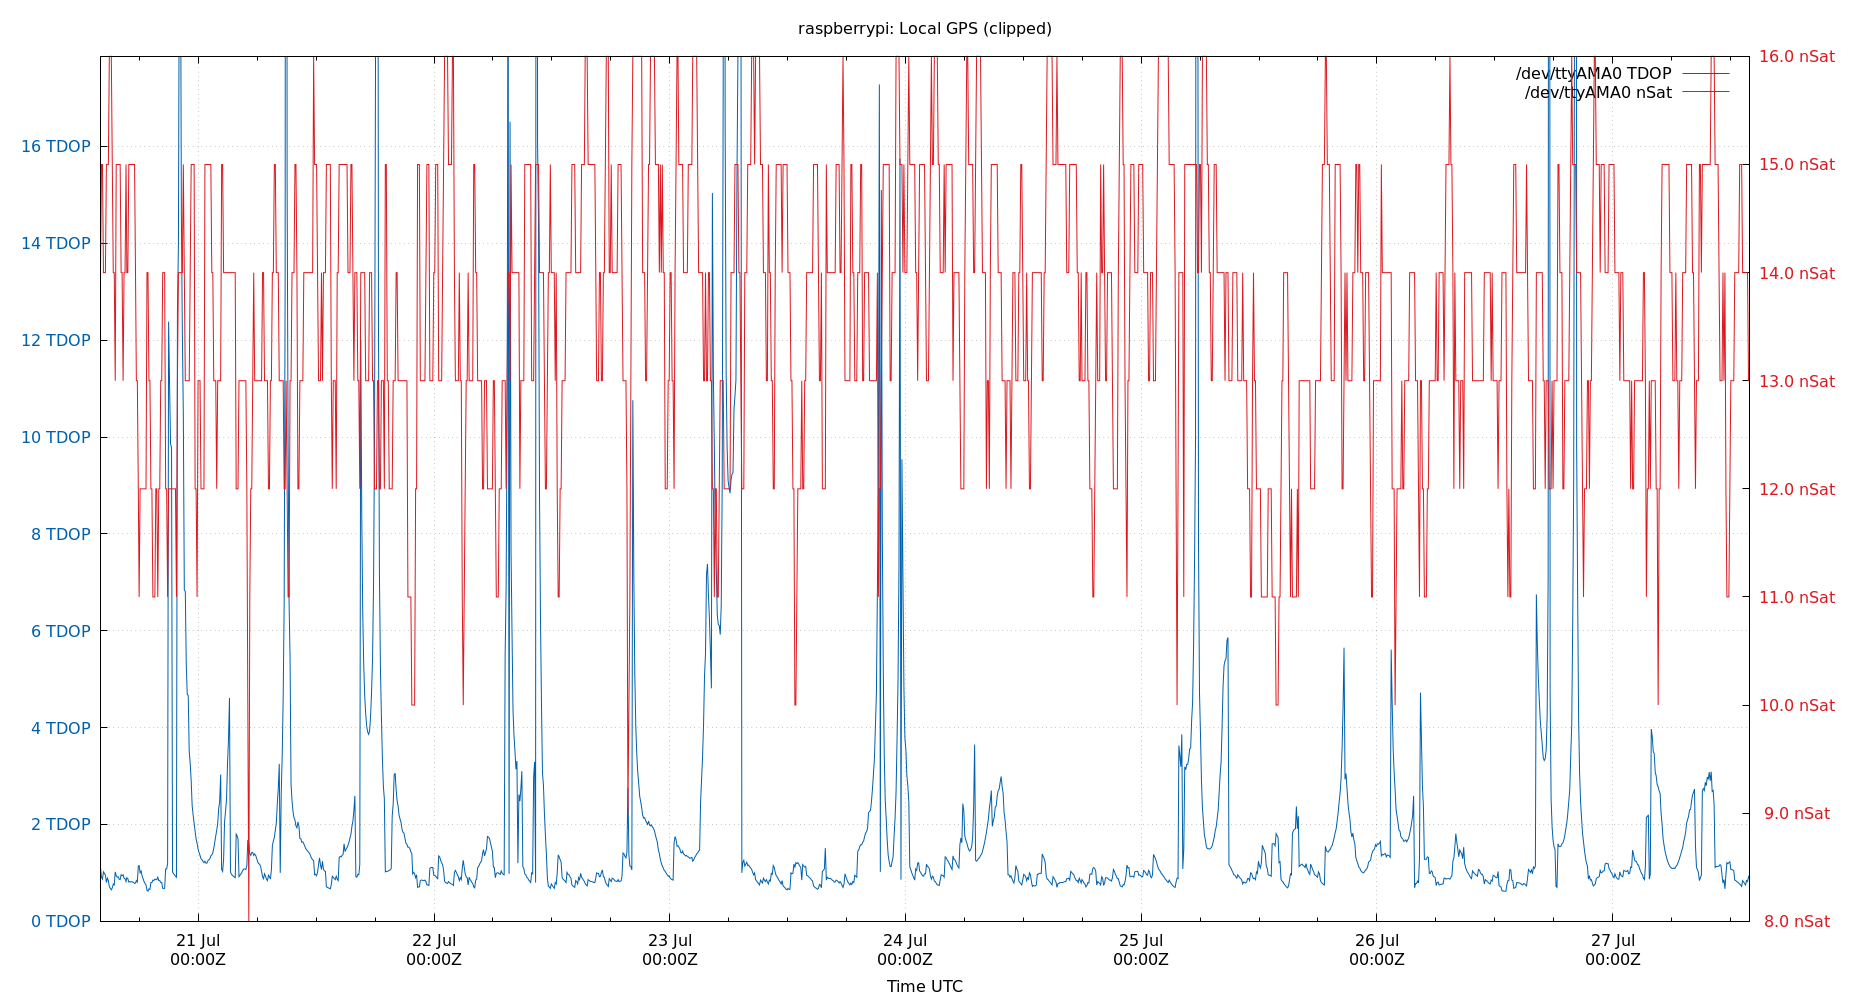 raspberrypi: Local GPS (clipped)
/dev/ttyAMA0 TDOP
/dev/ttyAMA0 nSat
16 TDOP
14 TDOP
12 TDOP
10 TDOP
8 TDOP
6 TDOP
4 TDOP
2 TDOP
0 TDOP
16.0 nSat
15.0 nSat
14.0 nSat
13.0 nSat
12.0 nSat
11.0 nSat
10.0 nSat
9.0 nSat
8.0 nSat
21 Jul 22 Jul 23 Jul 24 Jul 25 Jul 26 Jul 27 Jul
00:00Z 00:00Z 00:00Z 00:00Z 00:00Z 00:00Z 00:00Z
Time UTC